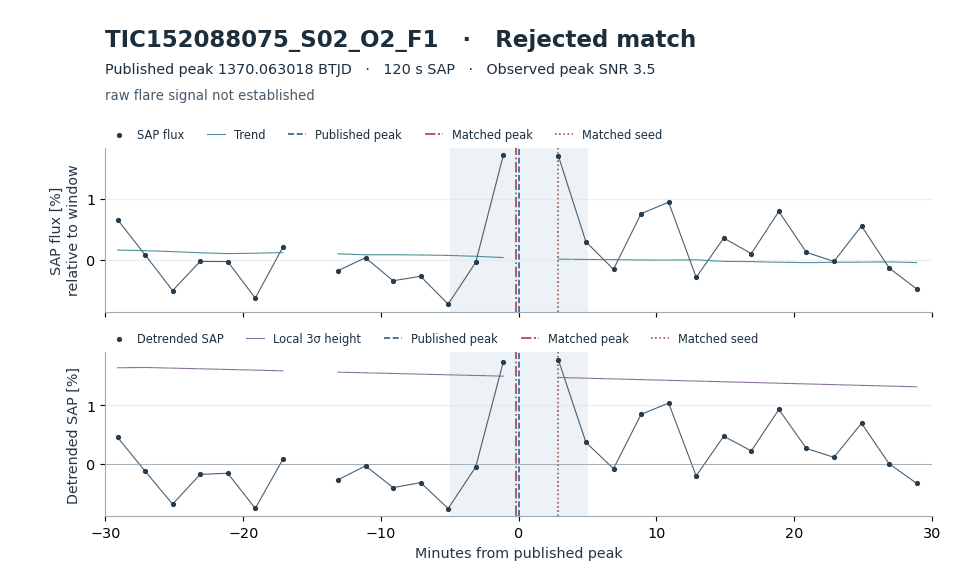 TIC152088075_S02_O2_F1 · Rejected match
Published peak 1370.063018 BTJD · 120 s SAP · Observed peak SNR 3.5
raw flare signal not established
SAP flux Trend Published peak Matched peak Matched seed
SAP flux [%]
relative to window
1
0
Detrended SAP Local 3σ height Published peak Matched peak Matched seed
Detrended SAP [%]
1
0
−30 −20 −10 0 10 20 30
Minutes from published peak